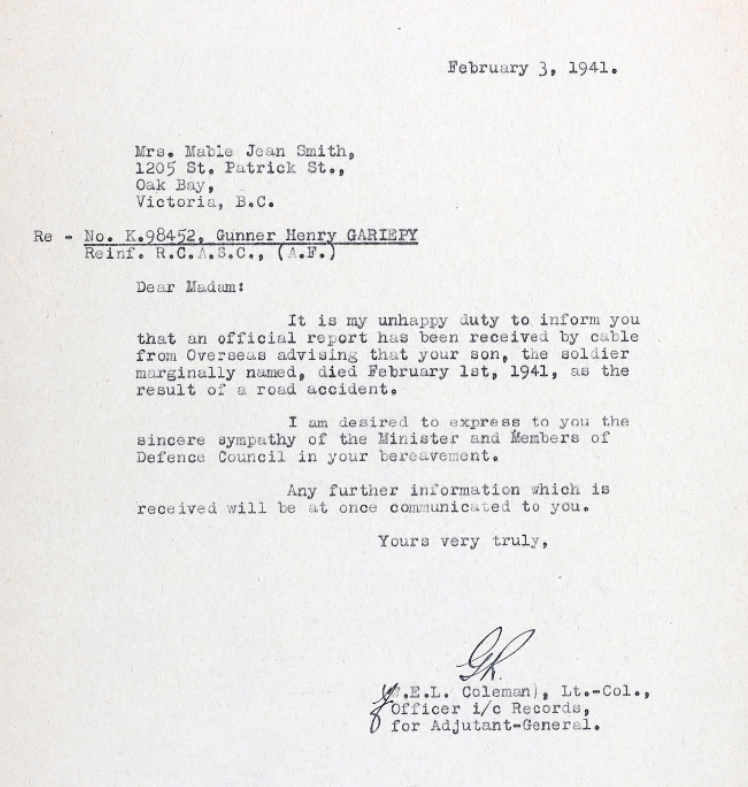 February 3, 1941.
Mrs. Mable Jean Smith,
1205 St. Patrick St.,
Oak Bay,
Victoria, B.C.
Re - No. K.98452, Gunner Henry GARIEPY
Reinf. R.C.A.S.C., (A.F.)
Dear Madam:
It is my unhappy duty to inform you
that an official report has been received by cable
from Overseas advising that your son, the soldier
marginally named, died February 1st, 1941, as the
result of a road accident.
I am desired to express to you the
sincere sympathy of the Minister and Members of
Defence Council in your bereavement.
Any further information which is
received will be at once communicated to you.
Yours very truly,
.E.L. Coleman), Lt.-Col.,
Officer i/c Records,
for Adjutant-General.